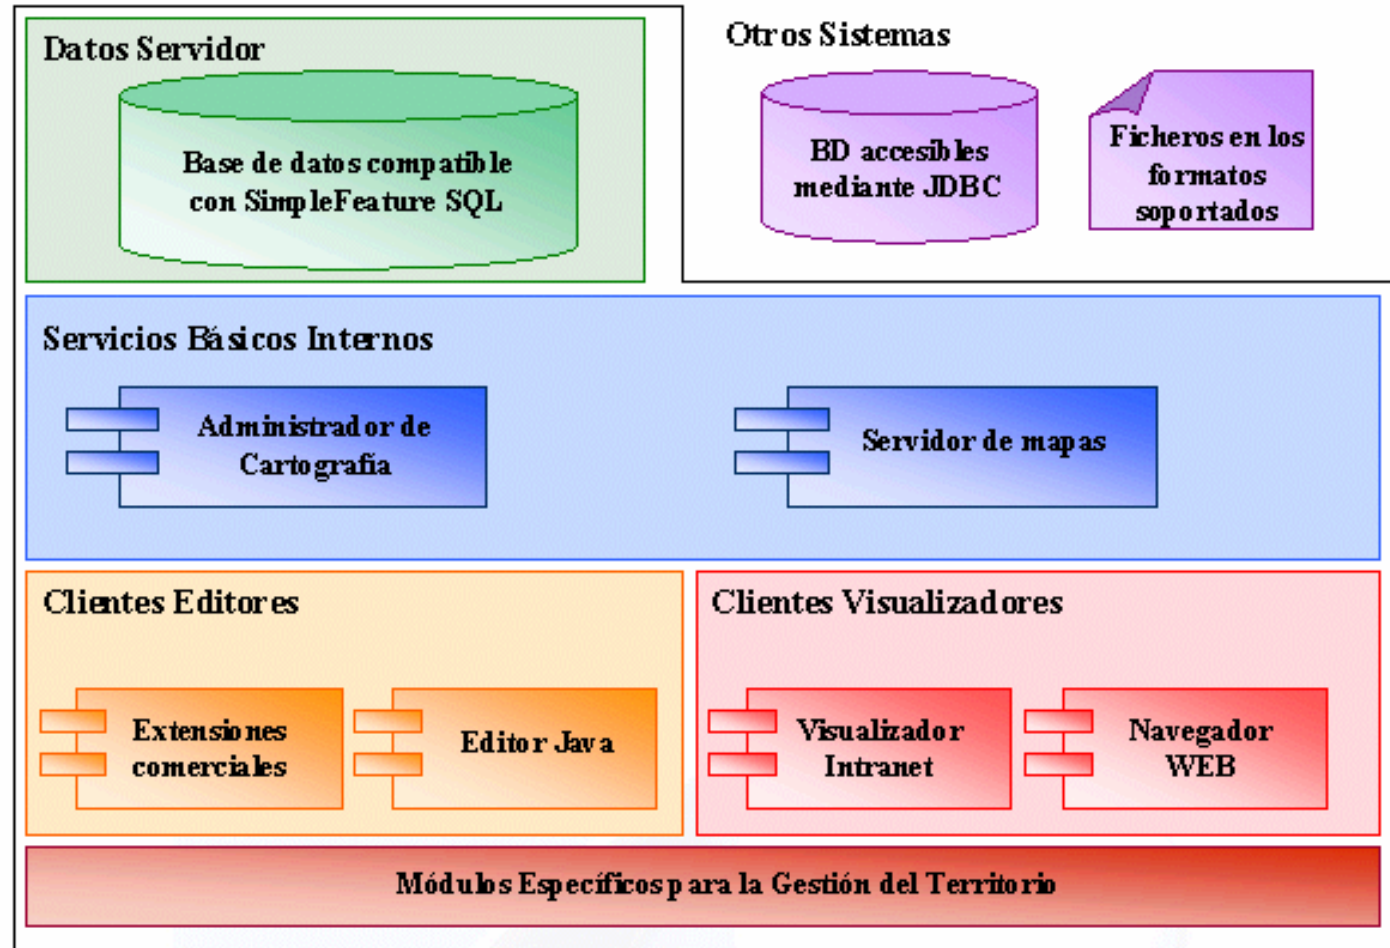 Datos Servidor
Base de datos compatible
con SimpleFeature SQL
Otros Sistemas
BD accesibles
mediante JDBC
Ficheros en los
formatos
soportados
Servicios Básicos Internos
Administrador de
Cartografía
Servidor de mapas
Clientes Editores
Extensiones
comerciales
Editor Java
Clientes Visualizadores
Visualizador
Intranet
Navegador
WEB
Módulos Específicos para la Gestión del Territorio